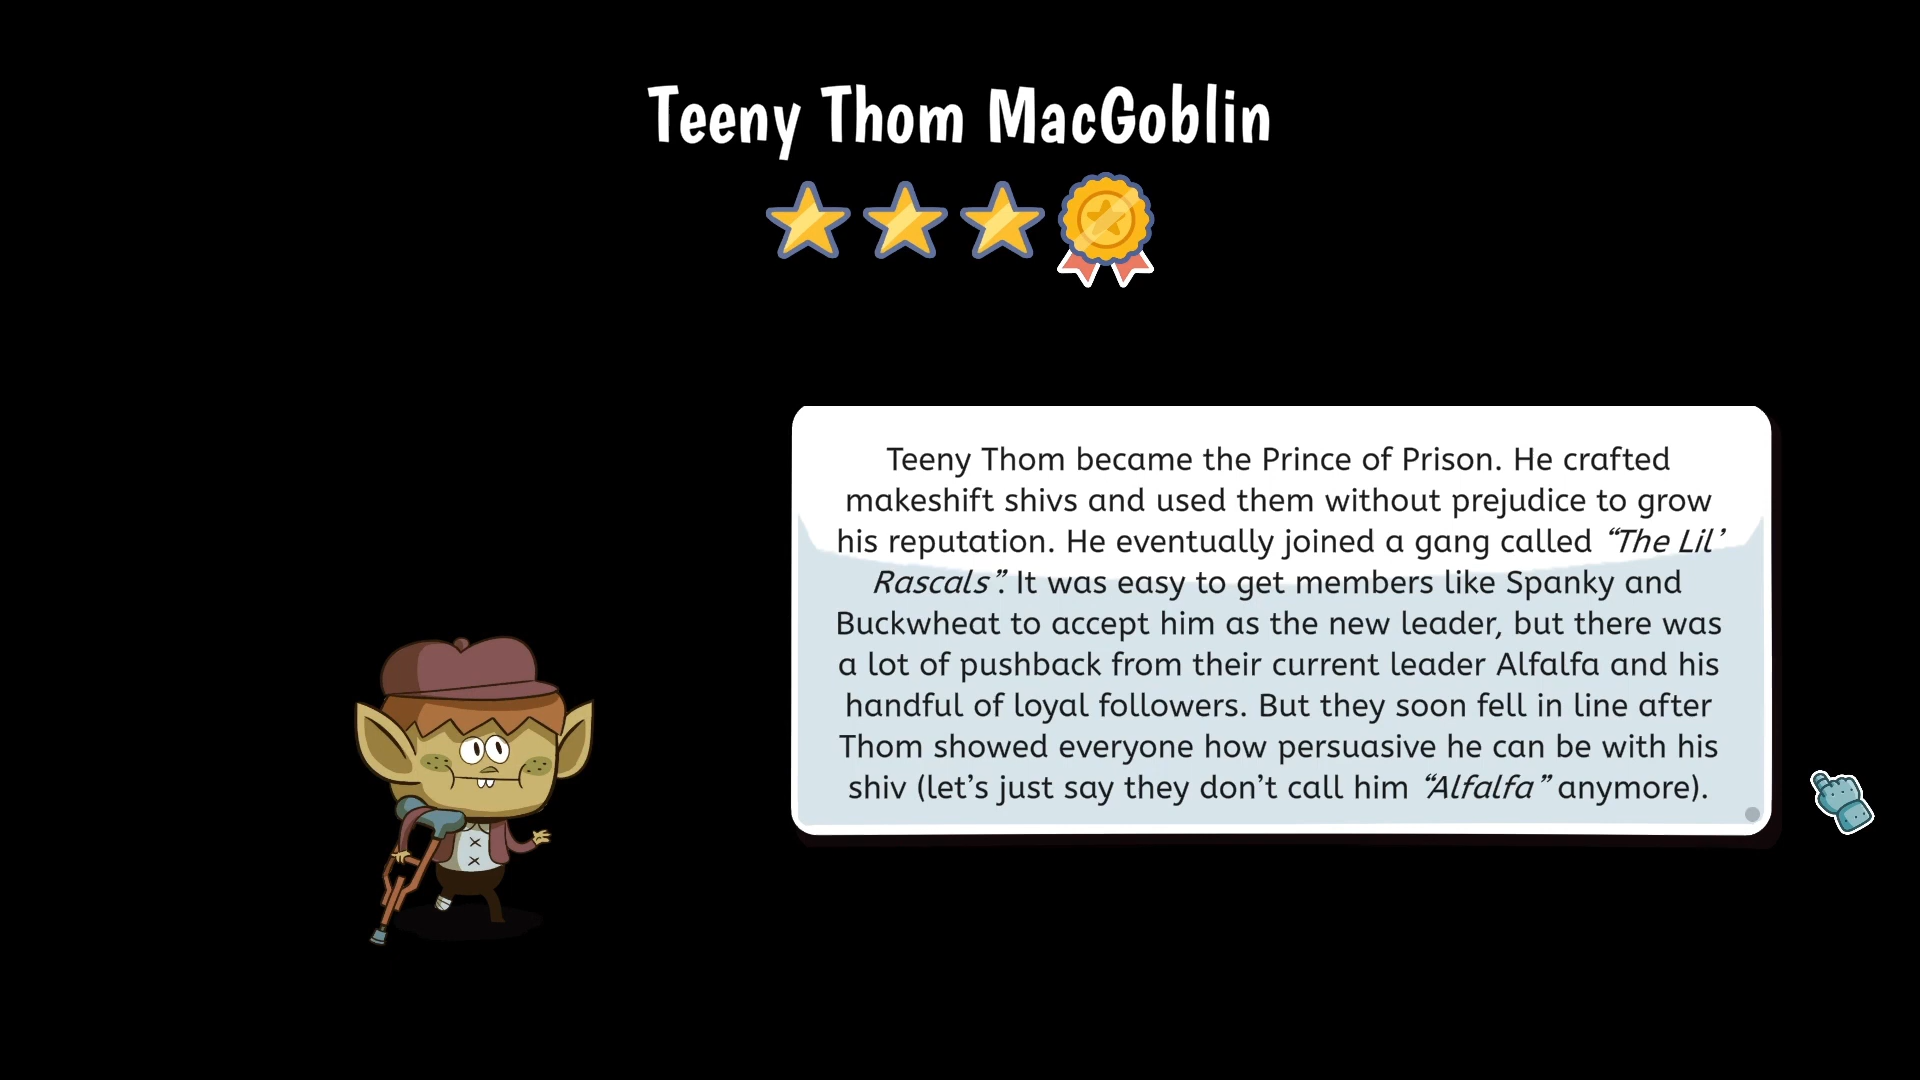 Teeny Thom MacGoblin
Teeny Thom became the Prince of Prison. He crafted
makeshift shivs and used them without prejudice to grow
his reputation. He eventually joined a gang called “The Lil’
Rascals”. It was easy to get members like Spanky and
Buckwheat to accept him as the new leader, but there was
a lot of pushback from their current leader Alfalfa and his
handful of loyal followers. But they soon fell in line after
Thom showed everyone how persuasive he can be with his
shiv (let’s just say they don’t call him “Alfalfa” anymore).